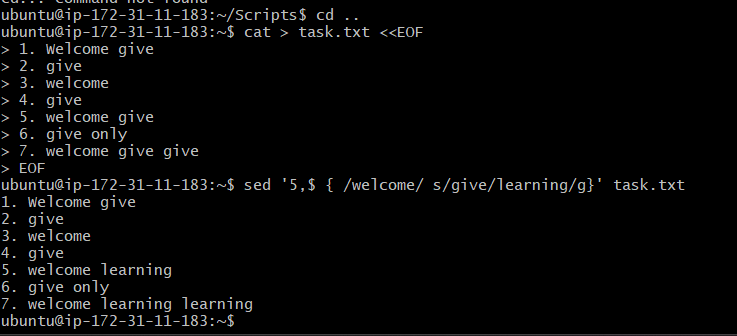 cd... command not found
ubuntu@ip-172-31-11-183:~/Scripts$ cd ..
ubuntu@ip-172-31-11-183:~$ cat > task.txt <<EOF
> 1. Welcome give
> 2. give
> 3. welcome
> 4. give
> 5. welcome give
> 6. give only
> 7. welcome give give
> EOF
ubuntu@ip-172-31-11-183:~$ sed '5,$ { /welcome/ s/give/learning/g}' task.txt
1. Welcome give
2. give
3. welcome
4. give
5. welcome learning
6. give only
7. welcome learning learning
ubuntu@ip-172-31-11-183:~$